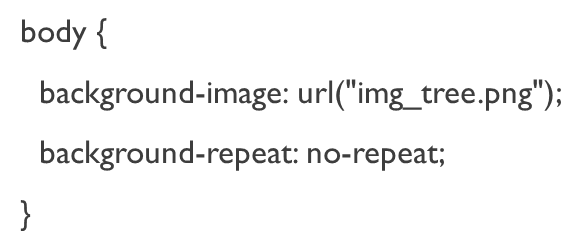 body {
background-image: url("img_tree.png");
background-repeat: no-repeat;
}